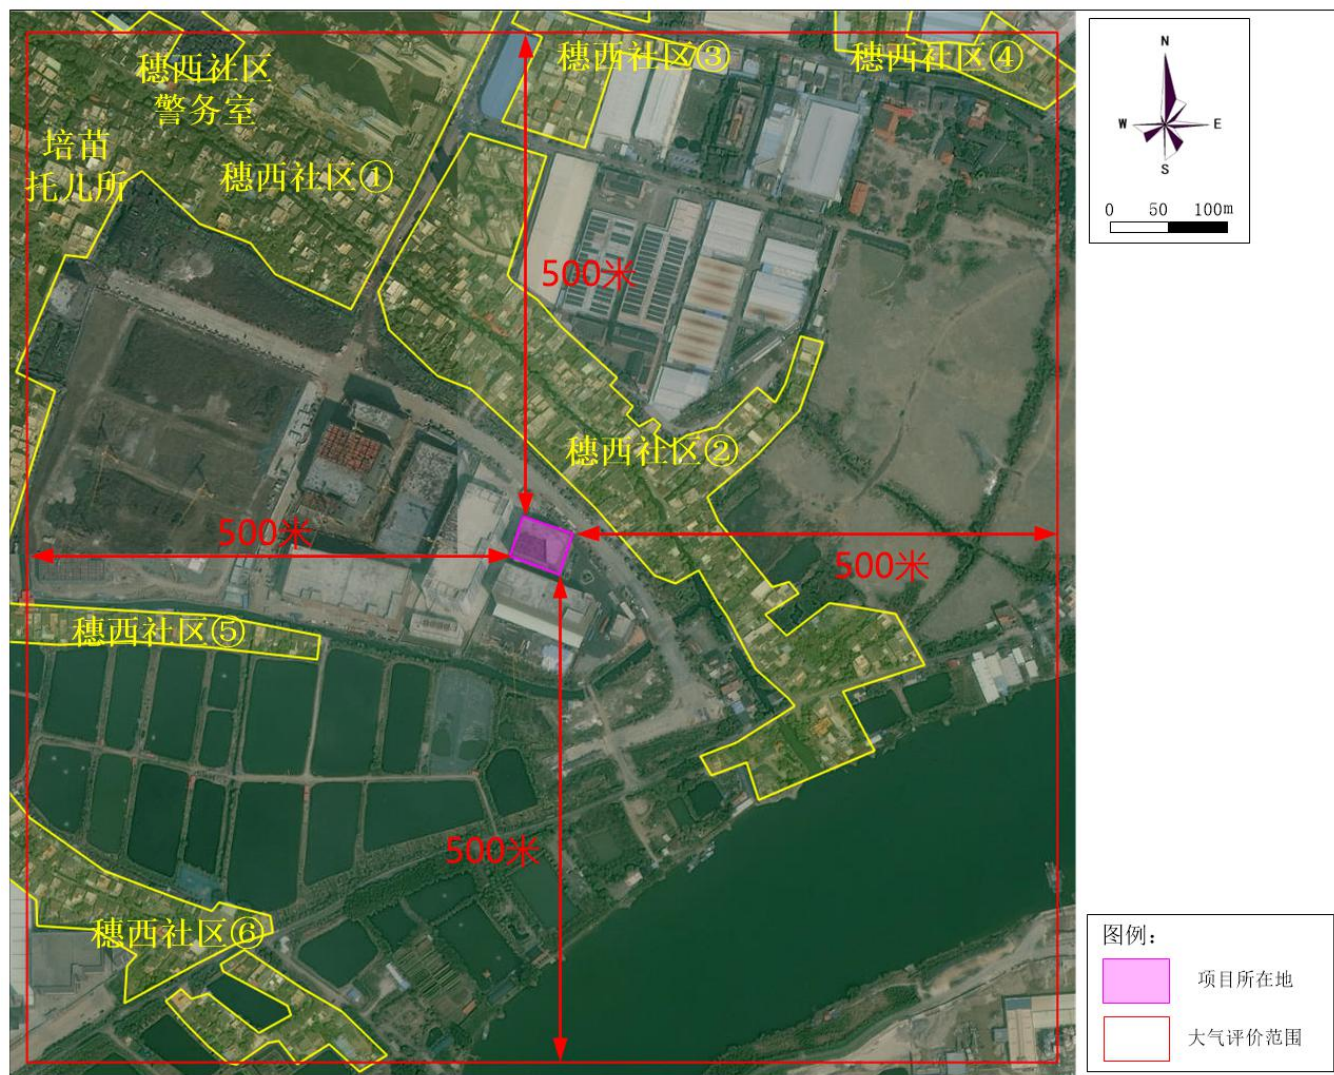 穗西社区
警务室
培苗
托儿所
穗西社区①
穗西社区③
穗西社区④
500米
穗西社区②
500米
500米
穗西社区⑤
500米
穗西社区⑥
N
W
E
S
0 50 100m
图例：
项目所在地
大气评价范围